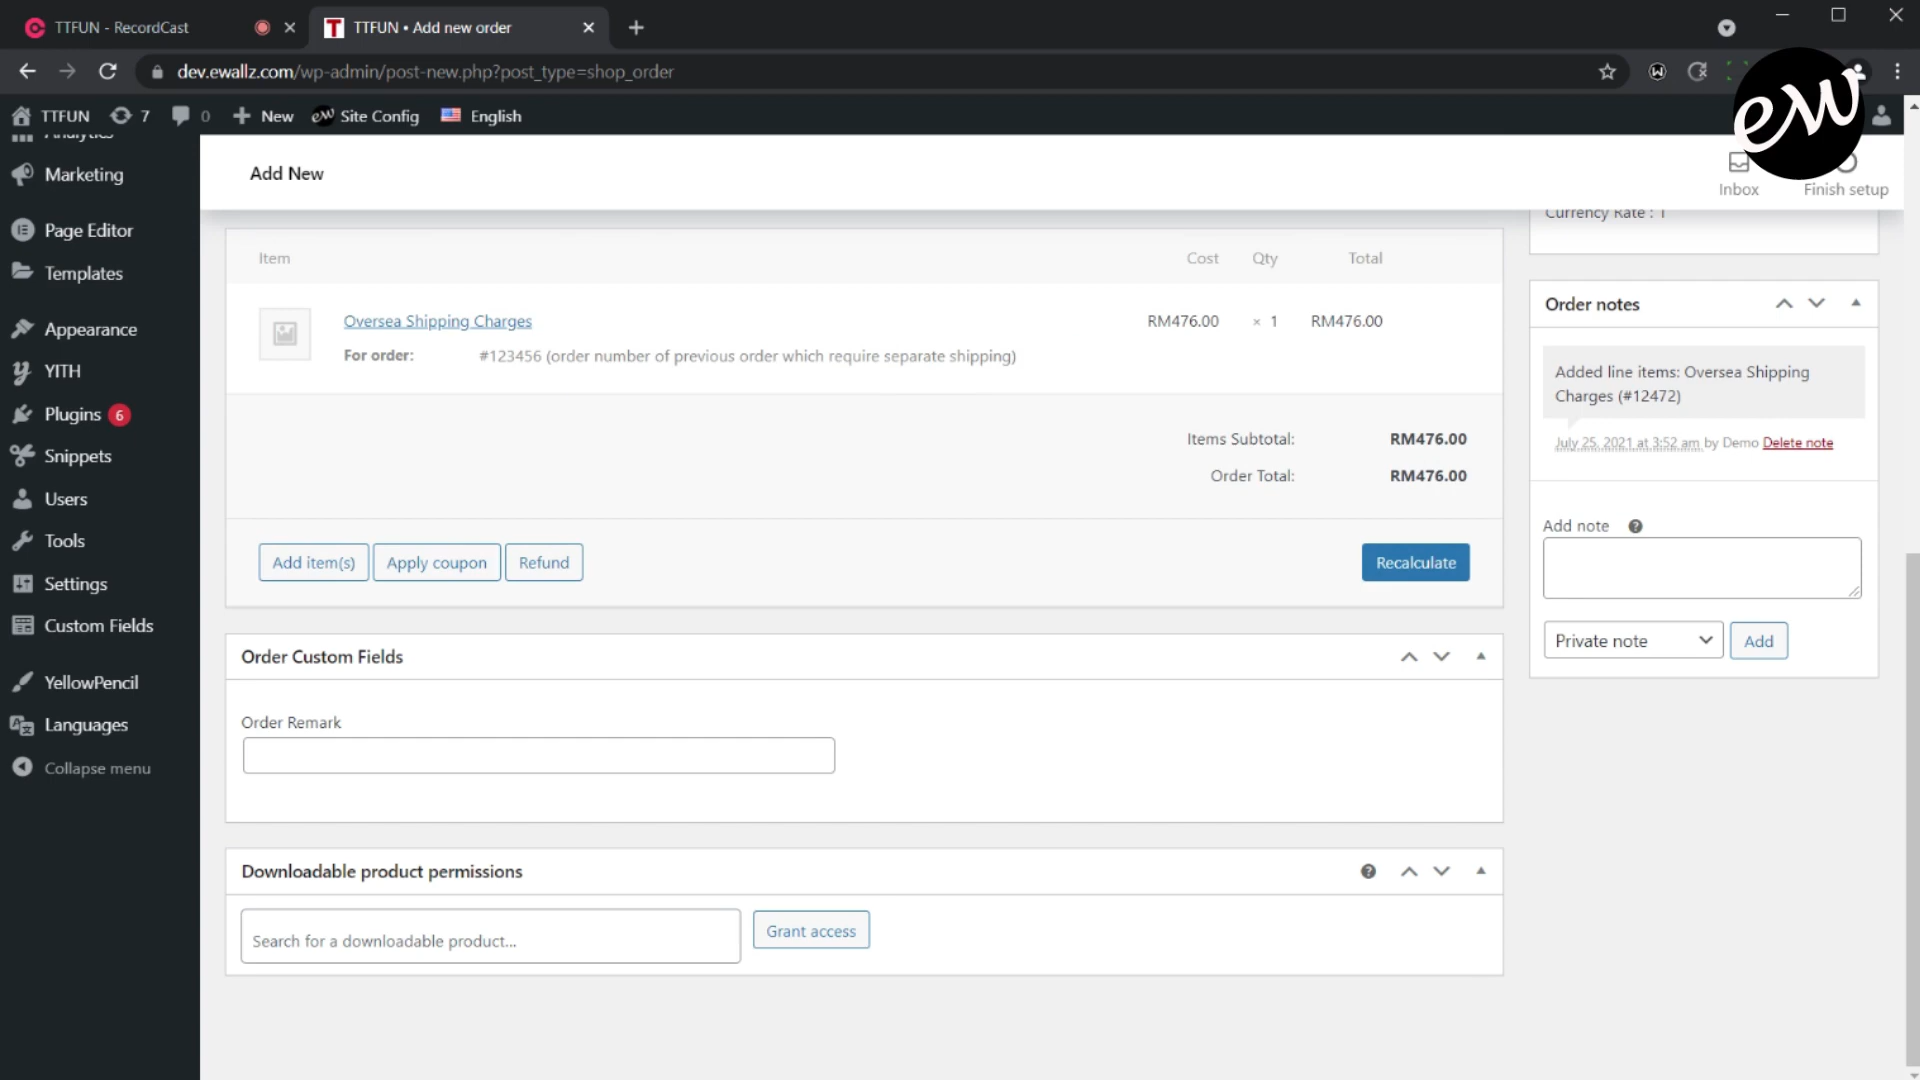 TTFUN - RecordCast
TTFUN • Add new order
dev.ewallz.com/wp-admin/post-new.php?post_type=shop_order
TTFUN 7 0 New ew Site Config English
ew
Analytics
Marketing
Page Editor
Templates
Appearance
YITH
Plugins 6
Snippets
Users
Tools
Settings
Custom Fields
YellowPencil
Languages
Collapse menu
Add New
Inbox
Finish setup
Item Cost Qty Total
Oversea Shipping Charges RM476.00 × 1 RM476.00
For order: #123456 (order number of previous order which require separate shipping)
Items Subtotal: RM476.00
Order Total: RM476.00
Add item(s) Apply coupon Refund Recalculate
Order Custom Fields
Order Remark
Downloadable product permissions
Search for a downloadable product...
Grant access
Currency Rate : 1
Order notes
Added line items: Oversea Shipping
Charges (#12472)
July 25, 2021 at 3:52 am by Demo Delete note
Add note
Private note
Add